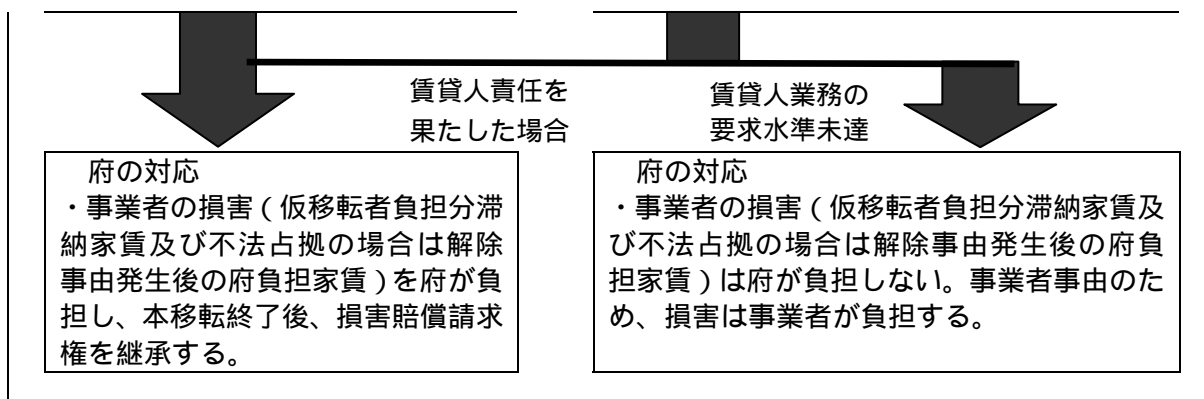 賃貸人責任を
果たした場合
賃貸人業務の
要求水準未達
府の対応
・事業者の損害(仮移転者負担分滞
納家賃及び不法占拠の場合は解除
事由発生後の府負担家賃)を府が負
担し、本移転終了後、損害賠償請求
権を継承する。
府の対応
・事業者の損害(仮移転者負担分滞納家賃及
び不法占拠の場合は解除事由発生後の府負
担家賃)は府が負担しない。事業者事由のた
め、損害は事業者が負担する。